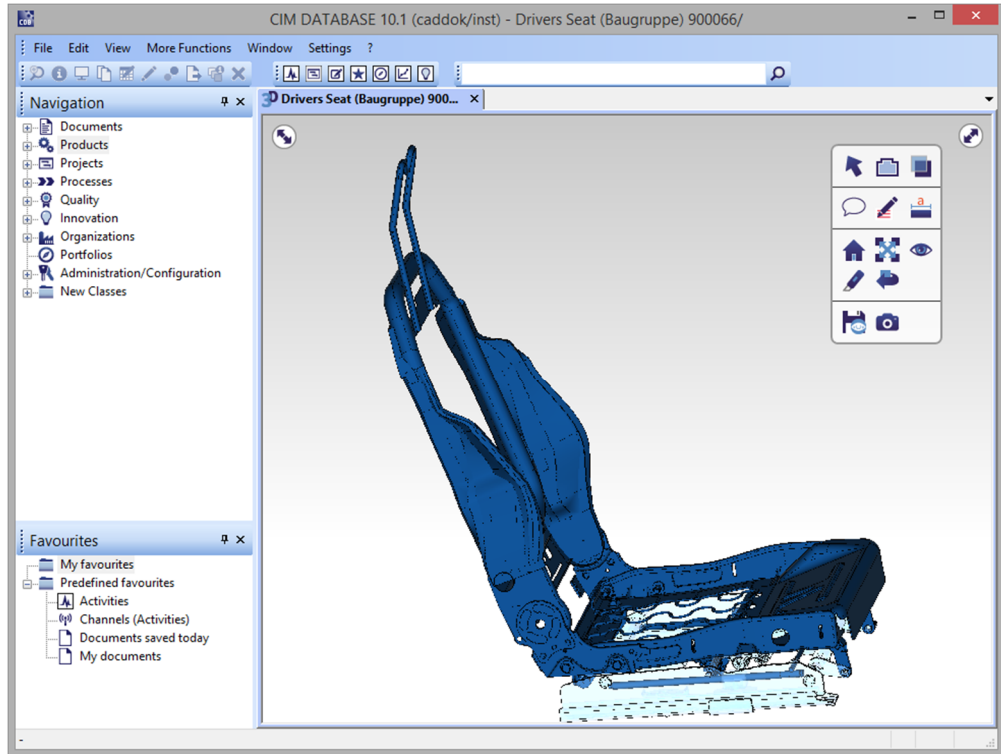 CDB
CIM DATABASE 10.1 (caddok/inst) - Drivers Seat (Baugruppe) 900066/
File Edit View More Functions Window Settings ?
Navigation
3D Drivers Seat (Baugruppe) 900...
Documents
Products
Projects
Processes
Quality
Innovation
Organizations
Portfolios
Administration/Configuration
New Classes
a
Favourites
My favourites
Predefined favourites
Activities
Channels (Activities)
Documents saved today
My documents
-